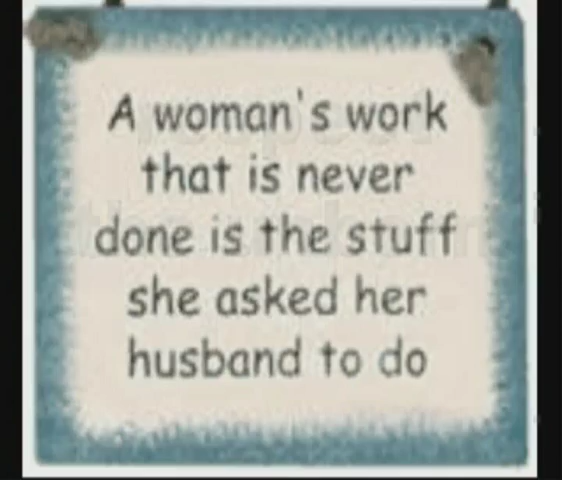 A woman's work
that is never
done is the stuff
she asked her
husband to do